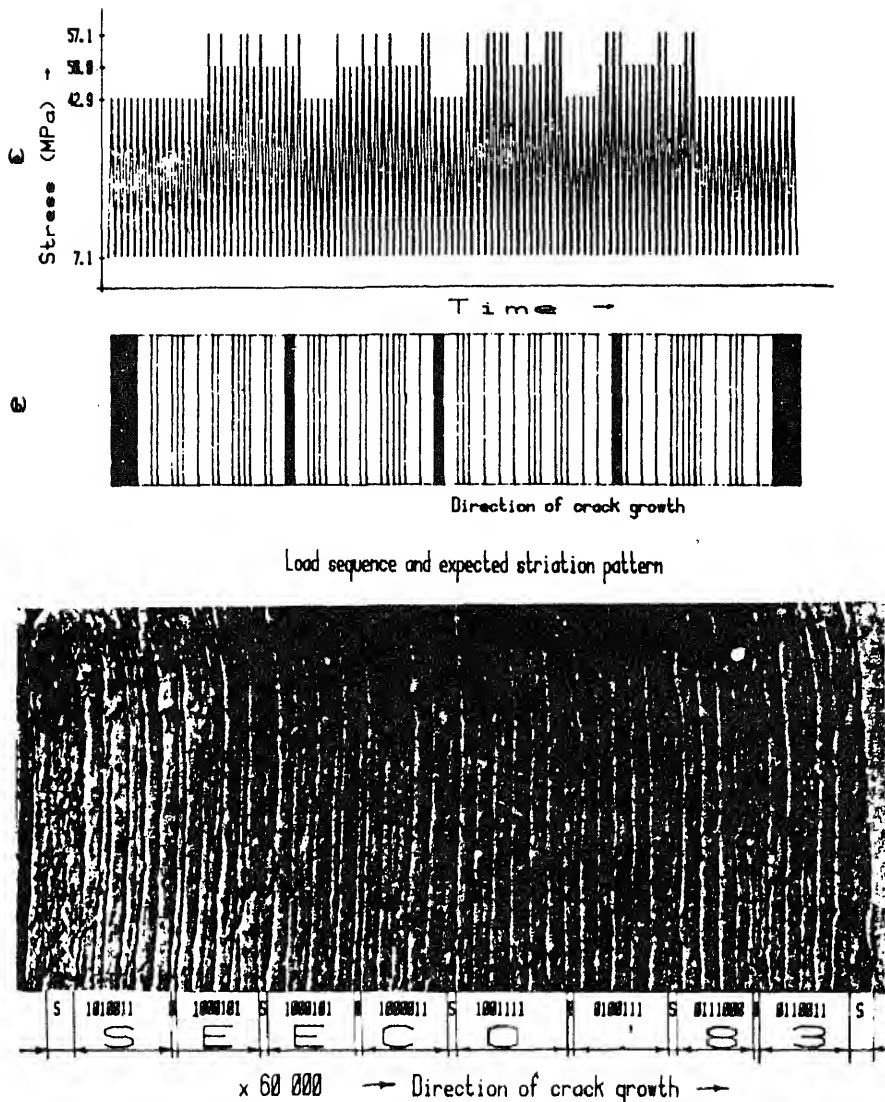 57.1
50.0
42.9
7.1
Stress (MPa) →
Time →
Direction of crack growth
Load sequence and expected striation pattern
S 1010011 1000101 S 1000101 1000011 S 1001111 0100111 S 0111000 0110011 S
S E E C O ' 8 3
x 60 000 → Direction of crack growth →